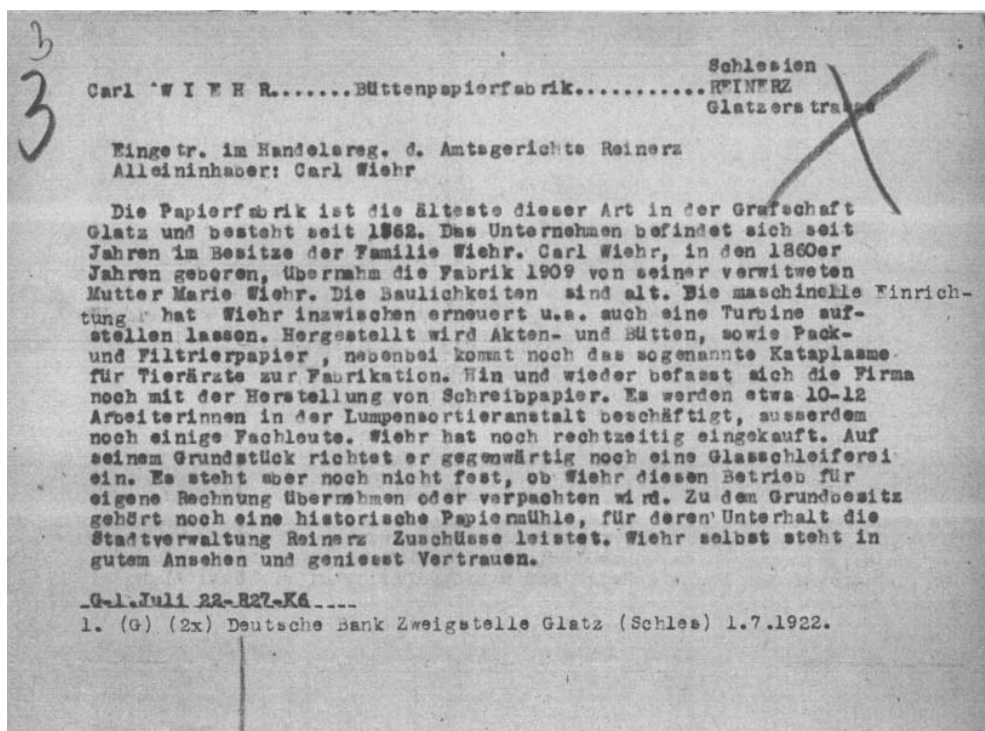 3
3
Schlesien
Carl W I E H R.......Büttenpapierfabrik...........REINERZ
Glatzerstrasse
Eingetr. im Handelsreg. d. Amtsgerichts Reinerz
Alleininhaber: Carl Wiehr
Die Papierfabrik ist die älteste dieser Art in der Grafschaft
Glatz und besteht seit 1562. Das Unternehmen befindet sich seit
Jahren im Besitze der Familie Wiehr. Carl Wiehr, in den 1860er
Jahren geboren, übernahm die Fabrik 1909 von seiner verwitweten
Mutter Marie Wiehr. Die Baulichkeiten sind alt. Die maschinelle Einrich-
tung hat Wiehr inzwischen erneuert u.a. auch eine Turbine auf-
stellen lassen. Hergestellt wird Akten- und Bütten, sowie Pack-
und Filtrierpapier , nebenbei kommt noch das sogenannte Kataplasme
für Tierärzte zur Fabrikation. Hin und wieder befasst sich die Firma
noch mit der Herstellung von Schreibpapier. Es werden etwa 10-12
Arbeiterinnen in der Lumpensortieranstalt beschäftigt, ausserdem
noch einige Fachleute. Wiehr hat noch rechtzeitig eingekauft. Auf
seinem Grundstück richtet er gegenwärtig noch eine Glasschleiferei
ein. Es steht aber noch nicht fest, ob Wiehr diesen Betrieb für
eigene Rechnung übernehmen oder verpachten wird. Zu dem Grundbesitz
gehört noch eine historische Papiermühle, für deren Unterhalt die
Stadtverwaltung Reinerz Zuschüsse leistet. Wiehr selbst steht in
gutem Ansehen und geniesst Vertrauen.
G-1.Juli 22-R27-K6
1. (G) (2x) Deutsche Bank Zweigstelle Glatz (Schles) 1.7.1922.